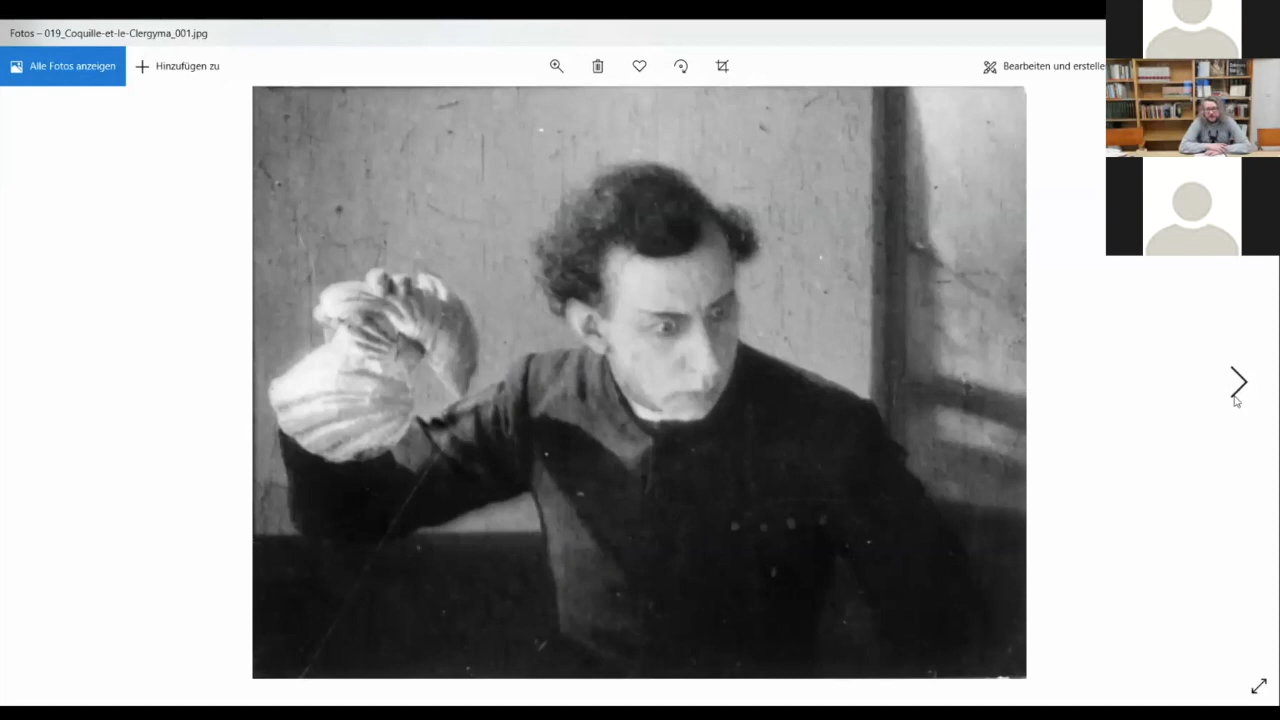 Fotos – 019_Coquille-et-le-Clergyma_001.jpg
Alle Fotos anzeigen
Hinzufügen zu
Bearbeiten und erstelle